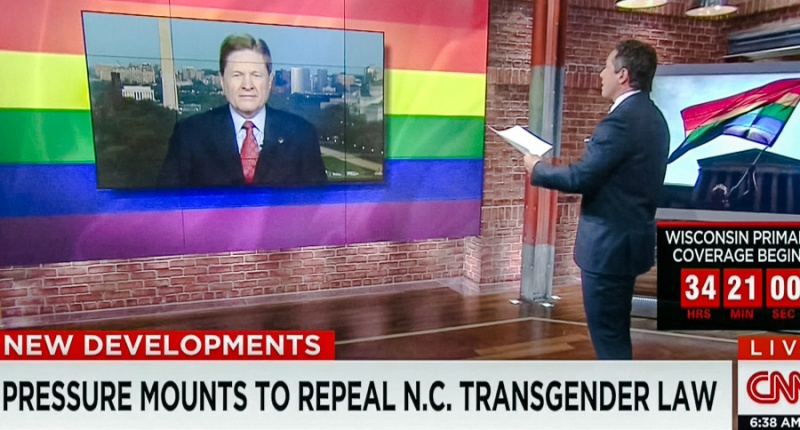 WISCONSIN PRIMA
COVERAGE BEGIN
34 21 00
HRS MIN SEC
NEW DEVELOPMENTS
LIV
PRESSURE MOUNTS TO REPEAL N.C. TRANSGENDER LAW
CNN
6:38 AM